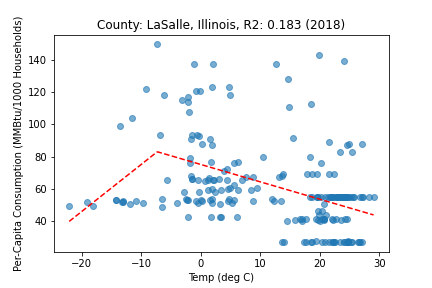 County: LaSalle, Illinois, R2: 0.183 (2018)
Per-Capita Consumption (MMBtu/1000 Households)
140
120
100
80
60
40
−20 −10 0 10 20 30
Temp (deg C)